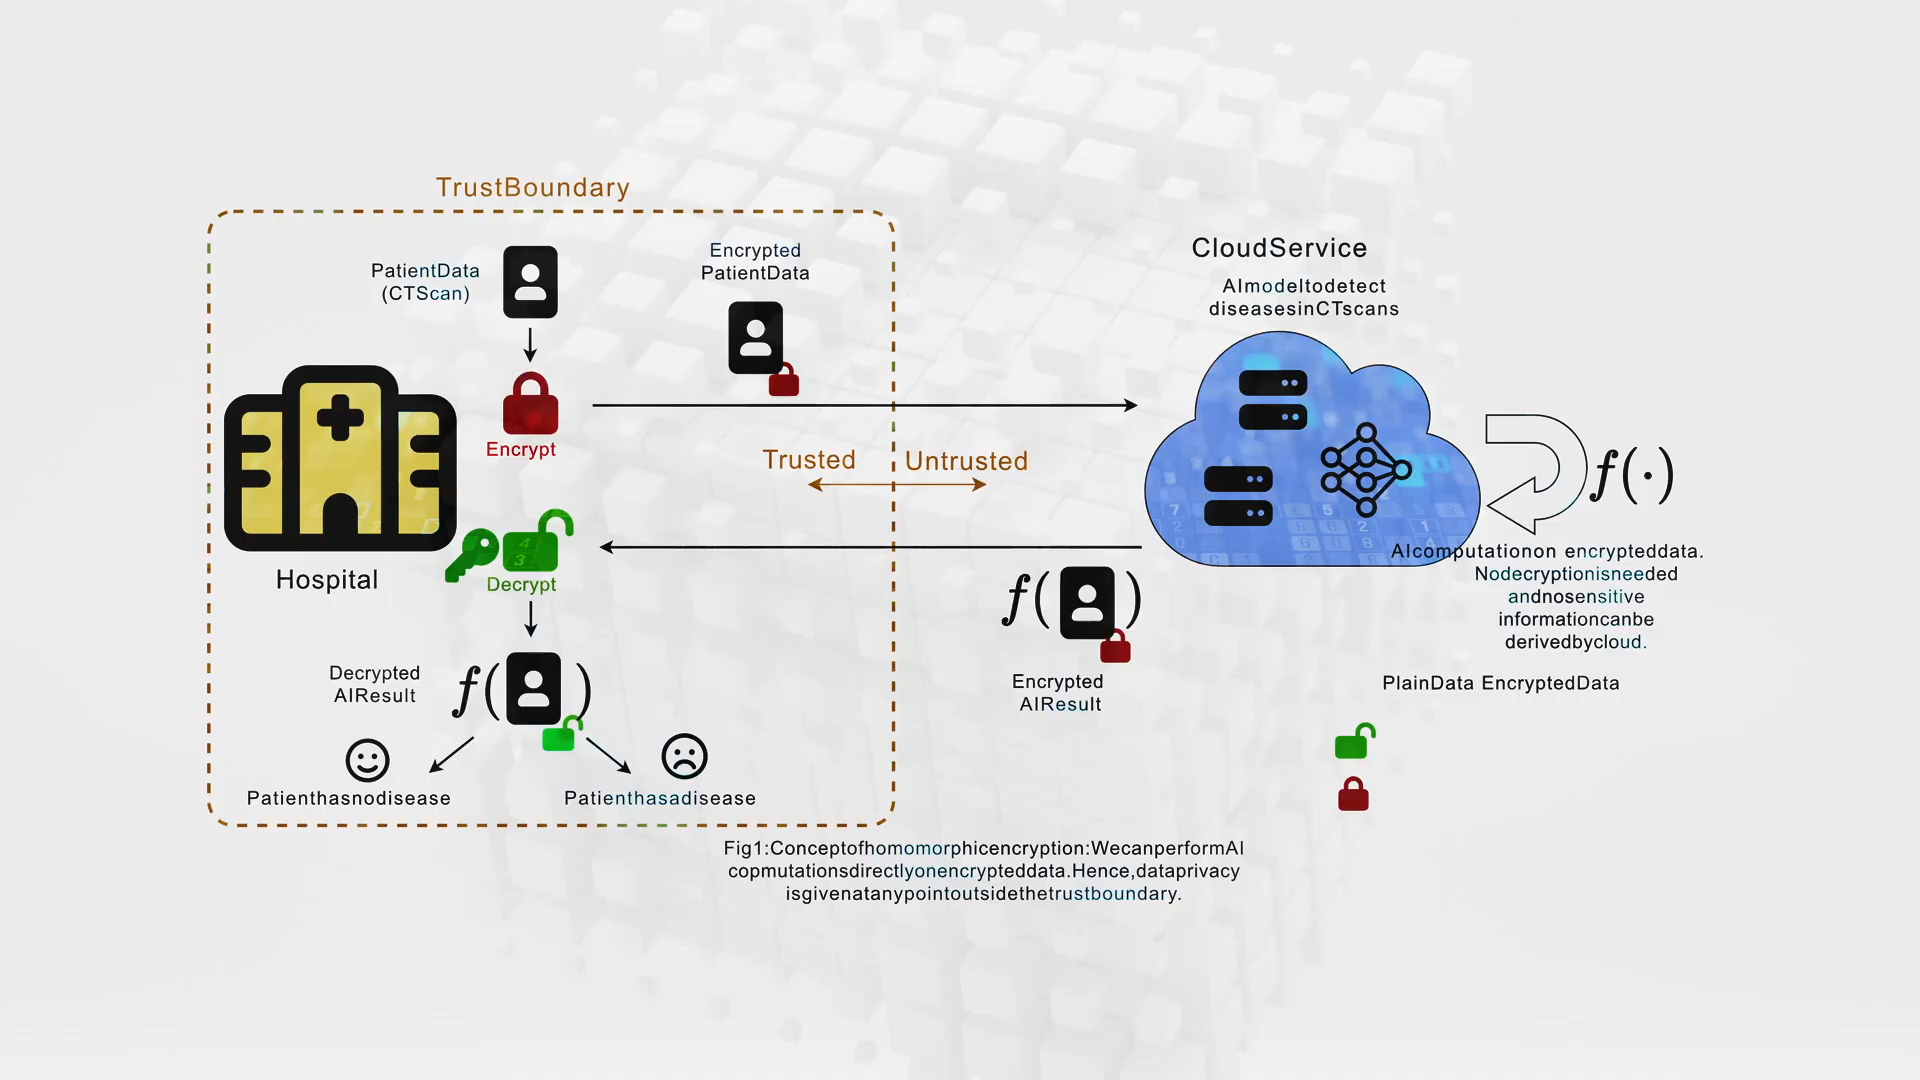 TrustBoundary
PatientData
(CTScan)
Encrypted
PatientData
Encrypt
Trusted
Untrusted
Hospital
Decrypt
Decrypted
AIResult
f( )
Patienthasnodisease
Patienthasadisease
CloudService
AImodeltodetect
diseasesinCTscans
f(·)
AIcomputationon encrypteddata.
Nodecryptionisneeded
andnosensitive
informationcanbe
derivedbycloud.
f( )
Encrypted
AIResult
PlainData EncryptedData
Fig1:Conceptofhomomorphicencryption:WecanperformAI
copmutationsdirectlyonencrypteddata.Hence,dataprivacy
isgivenatanypointoutsidethetrustboundary.